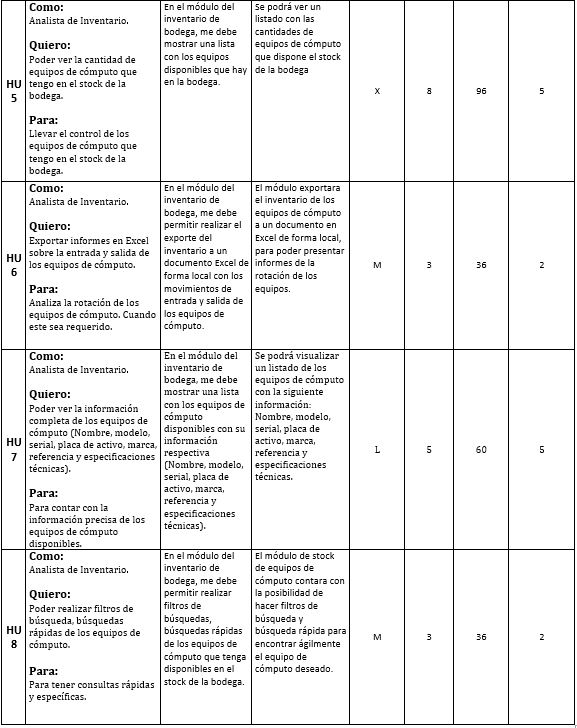 HU
5
Como:
Analista de Inventario.
Quiero:
Poder ver la cantidad de
equipos de cómputo que
tengo en el stock de la
bodega.
Para:
Llevar el control de los
equipos de cómputo que
tengo en el stock de la
bodega.
En el módulo del
inventario de
bodega, me debe
mostrar una lista
con los equipos
disponibles que hay
en la bodega.
Se podrá ver un
listado con las
cantidades de
equipos de cómputo
que dispone el stock
de la bodega
X
8
96
5
HU
6
Como:
Analista de Inventario.
Quiero:
Exportar informes en Excel
sobre la entrada y salida de
los equipos de cómputo.
Para:
Analiza la rotación de los
equipos de cómputo. Cuando
este sea requerido.
En el módulo del
inventario de
bodega, me debe
permitir realizar el
exporte del
inventario a un
documento Excel de
forma local con los
movimientos de
entrada y salida de
los equipos de
cómputo.
El módulo exportara
el inventario de los
equipos de cómputo
a un documento en
Excel de forma local,
para poder presentar
informes de la
rotación de los
equipos.
M
3
36
2
HU
7
Como:
Analista de Inventario.
Quiero:
Poder ver la información
completa de los equipos de
cómputo (Nombre, modelo,
serial, placa de activo, marca,
referencia y especificaciones
técnicas).
Para:
Para contar con la
información precisa de los
equipos de cómputo
disponibles.
En el módulo del
inventario de
bodega, me debe
mostrar una lista
con los equipos de
cómputo
disponibles con su
información
respectiva
(Nombre, modelo,
serial, placa de
activo, marca,
referencia y
especificaciones
técnicas).
Se podrá visualizar
un listado de los
equipos de cómputo
con la siguiente
información:
Nombre, modelo,
serial, placa de
activo, marca,
referencia y
especificaciones
técnicas.
L
5
60
5
HU
8
Como:
Analista de Inventario.
Quiero:
Poder realizar filtros de
búsqueda, búsquedas
rápidas de los equipos de
cómputo.
Para:
Para tener consultas rápidas
y específicas.
En el módulo del
inventario de
bodega, me debe
permitir realizar
filtros de
búsquedas,
búsquedas rápidas
de los equipos de
cómputo que tenga
disponibles en el
stock de la bodega.
El módulo de stock
de equipos de
cómputo contara con
la posibilidad de
hacer filtros de
búsqueda y
búsqueda rápida para
encontrar ágilmente
el equipo de
cómputo deseado.
M
3
36
2